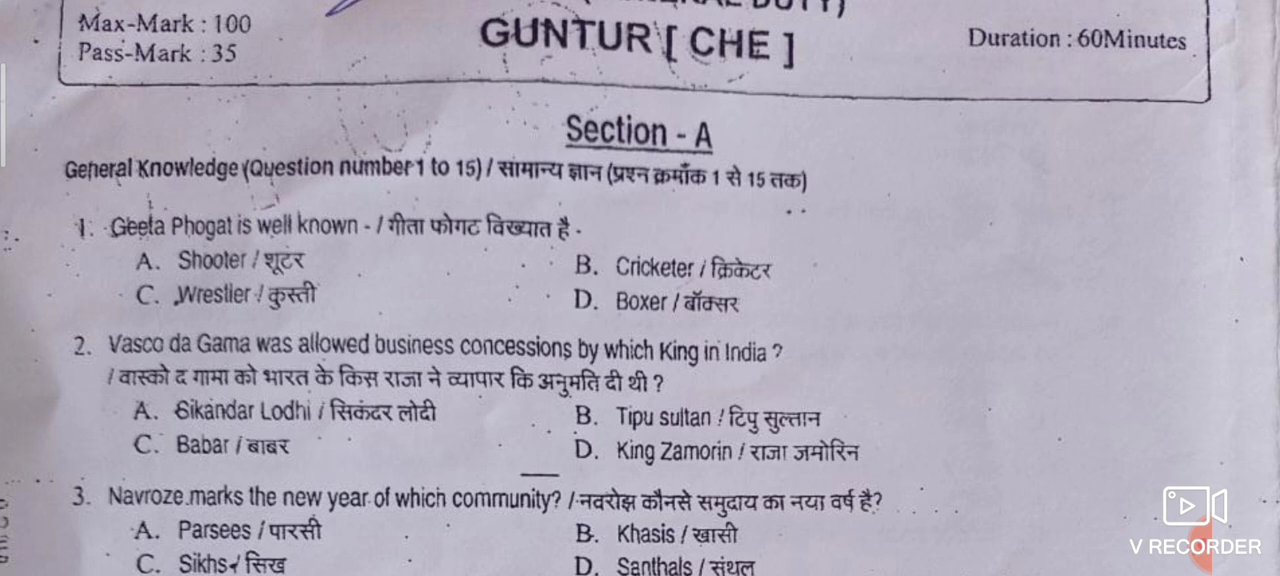 Max-Mark : 100
Pass-Mark : 35
GUNTUR [ CHE ]
Duration : 60Minutes
Section - A
General Knowledge (Question number 1 to 15) / सामान्य ज्ञान (प्रश्न क्रमाँक 1 से 15 तक)
1. Geeta Phogat is well known - / गीता फोगट विख्यात है -
A. Shooter / शूटर
B. Cricketer / क्रिकेटर
C. Wrestler / कुस्ती
D. Boxer / बॉक्सर
2. Vasco da Gama was allowed business concessions by which King in India ?
/ वास्को द गामा को भारत के किस राजा ने व्यापार कि अनुमति दी थी ?
A. Sikandar Lodhi / सिकंदर लोदी
B. Tipu sultan / टिपु सुल्तान
C. Babar / बाबर
D. King Zamorin / राजा जमोरिन
3. Navroze marks the new year of which community? / नवरोझ कौनसे समुदाय का नया वर्ष है?
A. Parsees / पारसी
B. Khasis / खासी
C. Sikhs / सिख
D. Santhals / संथल
V RECORDER